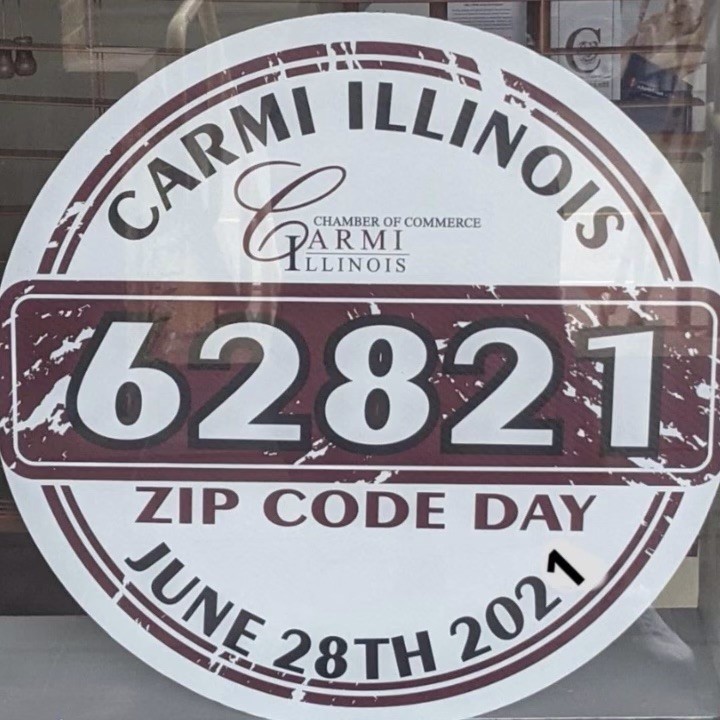 CARMI ILLINOIS
CHAMBER OF COMMERCE
CARMI
ILLINOIS
62821
ZIP CODE DAY
JUNE 28TH 2021
C